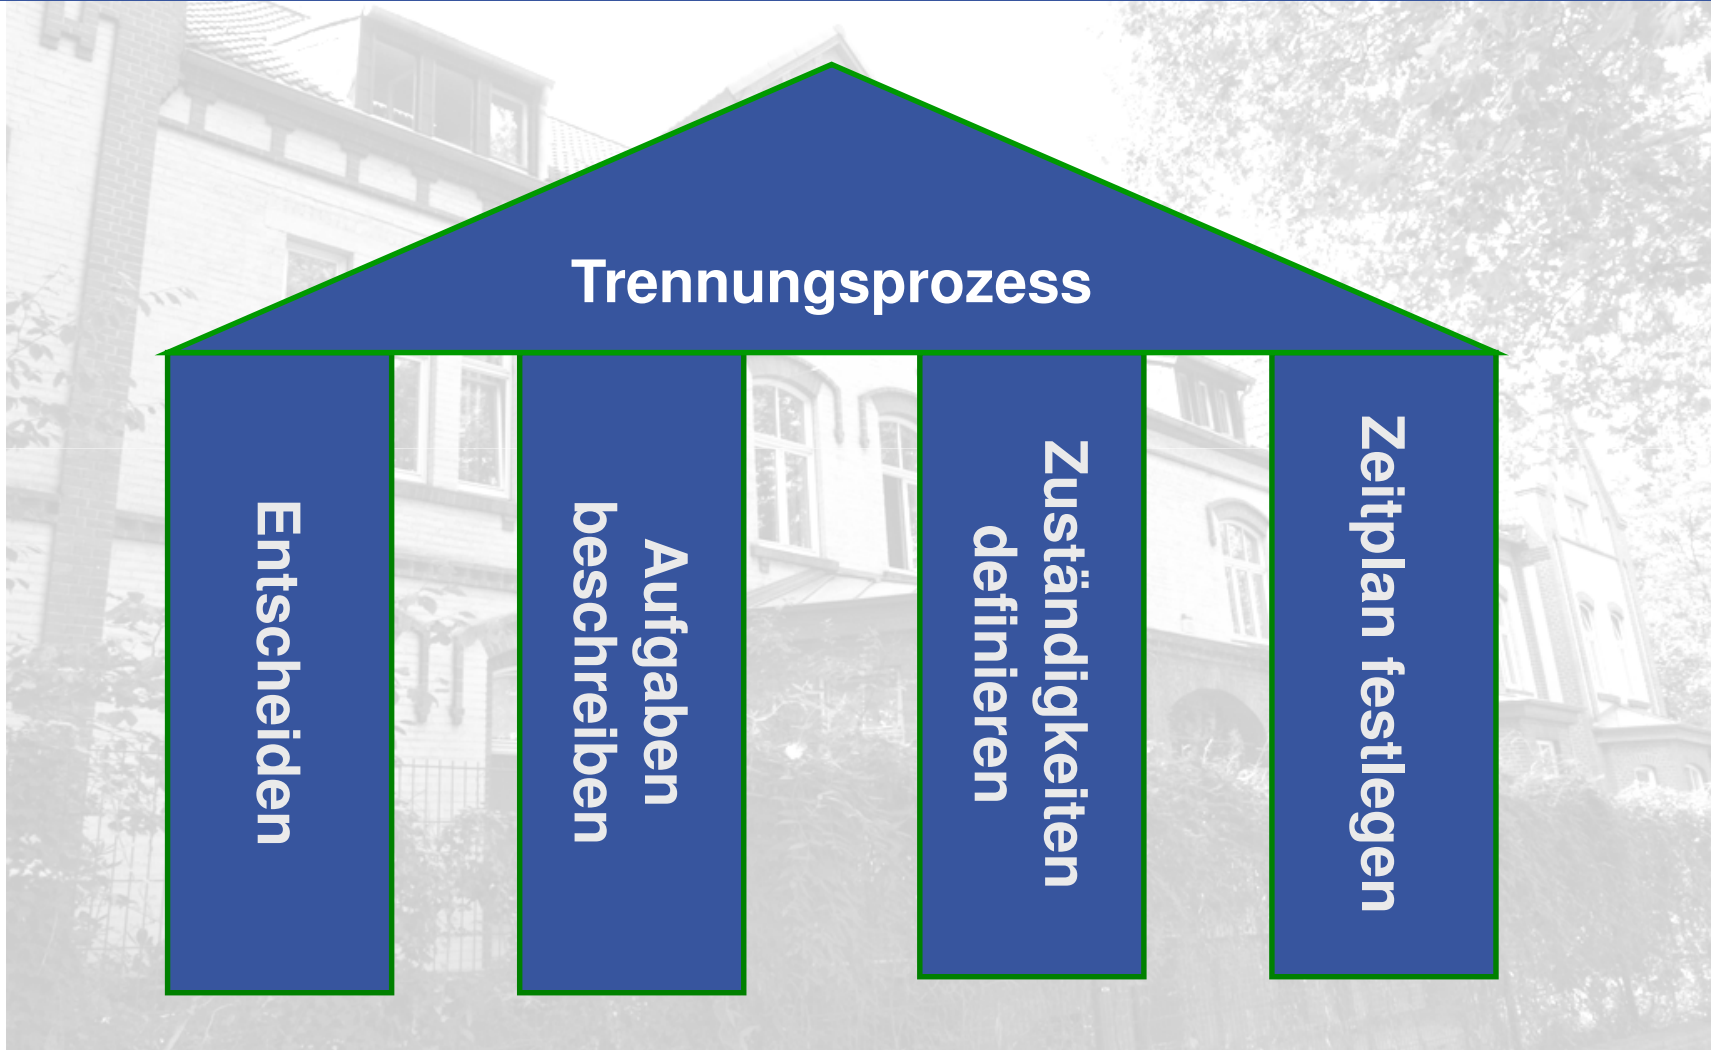 Trennungsprozess
Entscheiden
Aufgaben
beschreiben
Zuständigkeiten
definieren
Zeitplan festlegen